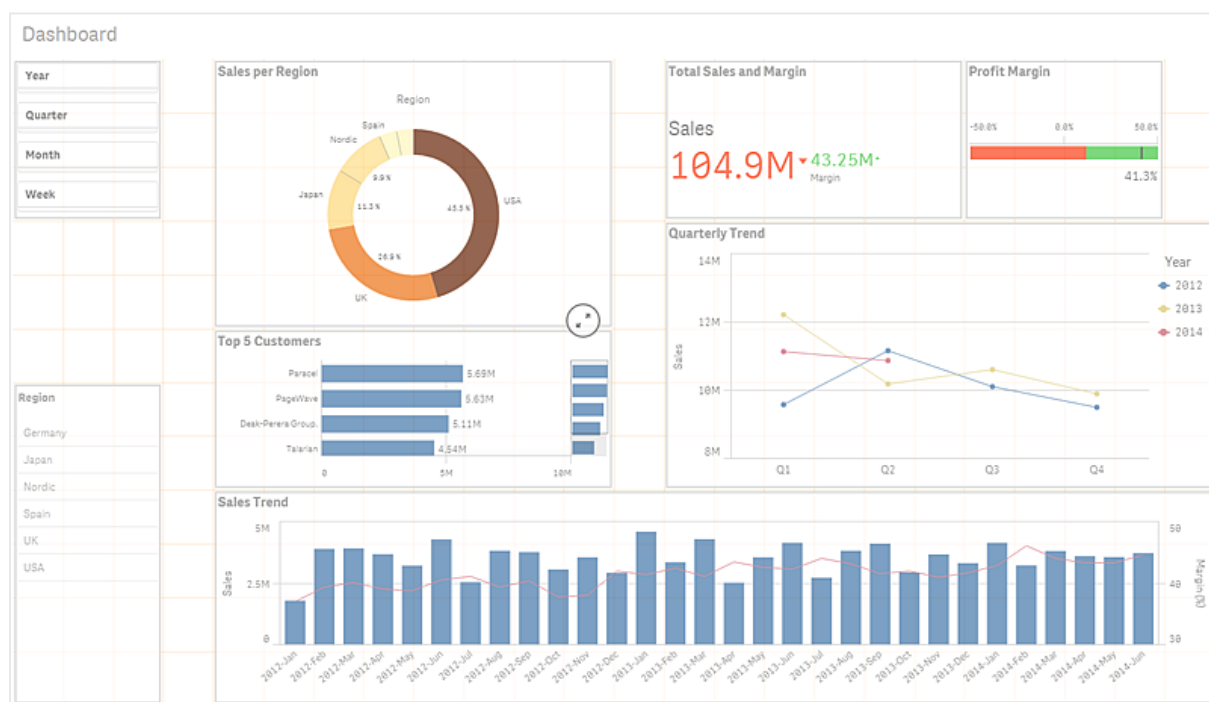 Dashboard
Year
Quarter
Month
Week
Region
Germany
Japan
Nordic
Spain
UK
USA
Sales per Region
Region
Spain
Nordic
Japan
UK
USA
9.9%
11.3%
26.9%
45.5%
Top 5 Customers
Paracel 5.69M
PageWave 5.63M
Deak-Perera Group. 5.11M
Talarian 4.54M
0 5M 10M
Total Sales and Margin
Sales
104.9M 43.25M
Margin
Profit Margin
-50.0% 0.0% 50.0%
41.3%
Quarterly Trend
14M
12M
10M
8M
Sales
Q1 Q2 Q3 Q4
Year
2012
2013
2014
Sales Trend
5M
2.5M
0
Sales
50
40
30
Margin (%)
2012-Jan 2012-Feb 2012-Mar 2012-Apr 2012-May 2012-Jun 2012-Jul 2012-Aug 2012-Sep 2012-Oct 2012-Nov 2012-Dec 2013-Jan 2013-Feb 2013-Mar 2013-Apr 2013-May 2013-Jun 2013-Jul 2013-Aug 2013-Sep 2013-Oct 2013-Nov 2013-Dec 2014-Jan 2014-Feb 2014-Mar 2014-Apr 2014-May 2014-Jun